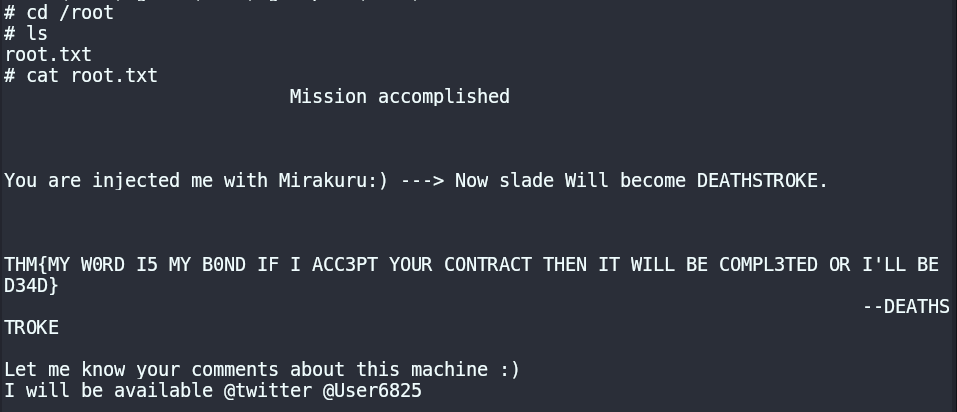 # cd /root
# ls
root.txt
# cat root.txt
Mission accomplished
You are injected me with Mirakuru:) ---> Now slade Will become DEATHSTROKE.
THM{MY W0RD I5 MY B0ND IF I ACC3PT YOUR CONTRACT THEN IT WILL BE COMPL3TED OR I'LL BE
D34D}
--DEATHS
TROKE
Let me know your comments about this machine :)
I will be available @twitter @User6825